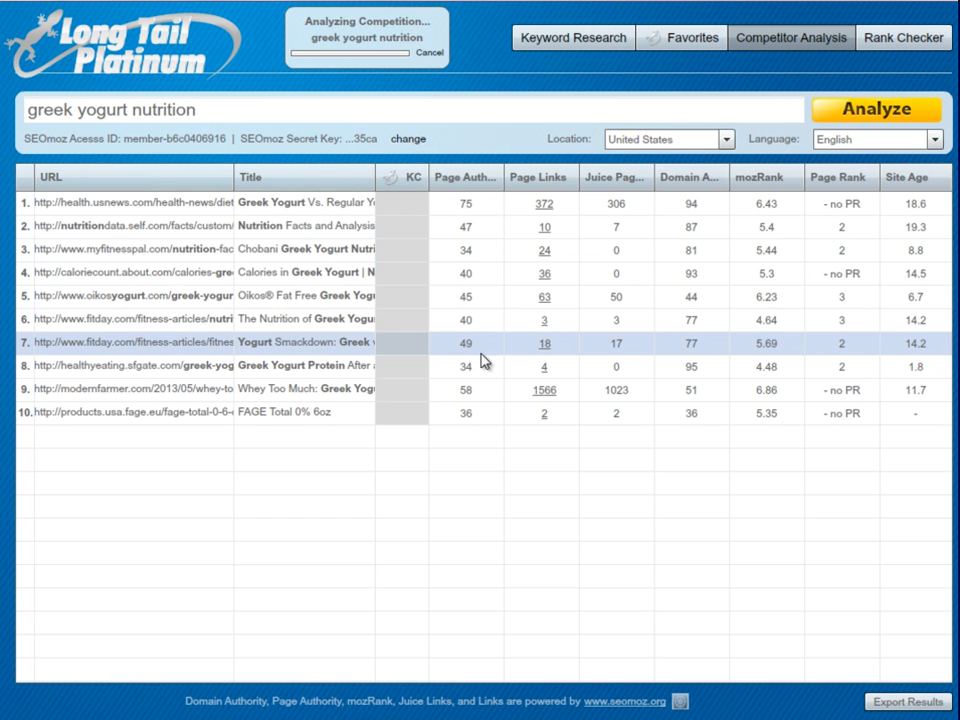 Long Tail
Platinum
Analyzing Competition...
greek yogurt nutrition
Cancel
Keyword Research
Favorites
Competitor Analysis
Rank Checker
greek yogurt nutrition
Analyze
SEOmoz Acesss ID: member-b6c0406916 | SEOmoz Secret Key: ...35ca change
Location: United States Language: English
URL Title KC Page Auth... Page Links Juice Pag... Domain A... mozRank Page Rank Site Age
1. http://health.usnews.com/health-news/diet Greek Yogurt Vs. Regular Yo 75 372 306 94 6.43 - no PR 18.6
2. http://nutritiondata.self.com/facts/custom/ Nutrition Facts and Analysis 47 10 7 87 5.4 2 19.3
3. http://www.myfitnesspal.com/nutrition-fac Chobani Greek Yogurt Nutri 34 24 0 81 5.44 2 8.8
4. http://caloriecount.about.com/calories-gre Calories in Greek Yogurt | N 40 36 0 93 5.3 - no PR 14.5
5. http://www.oikosyogurt.com/greek-yogur Oikos® Fat Free Greek Yogu 45 63 50 44 6.23 3 6.7
6. http://www.fitday.com/fitness-articles/nutri The Nutrition of Greek Yogu 40 3 3 77 4.64 3 14.2
7. http://www.fitday.com/fitness-articles/fitnes Yogurt Smackdown: Greek v 49 18 17 77 5.69 2 14.2
8. http://healthyeating.sfgate.com/greek-yog Greek Yogurt Protein After a 34 4 0 95 4.48 2 1.8
9. http://modernfarmer.com/2013/05/whey-to Whey Too Much: Greek Yog 58 1566 1023 51 6.86 - no PR 11.7
10. http://products.usa.fage.eu/fage-total-0-6- FAGE Total 0% 6oz 36 2 2 36 5.35 - no PR -
Domain Authority, Page Authority, mozRank, Juice Links, and Links are powered by www.seomoz.org
Export Results